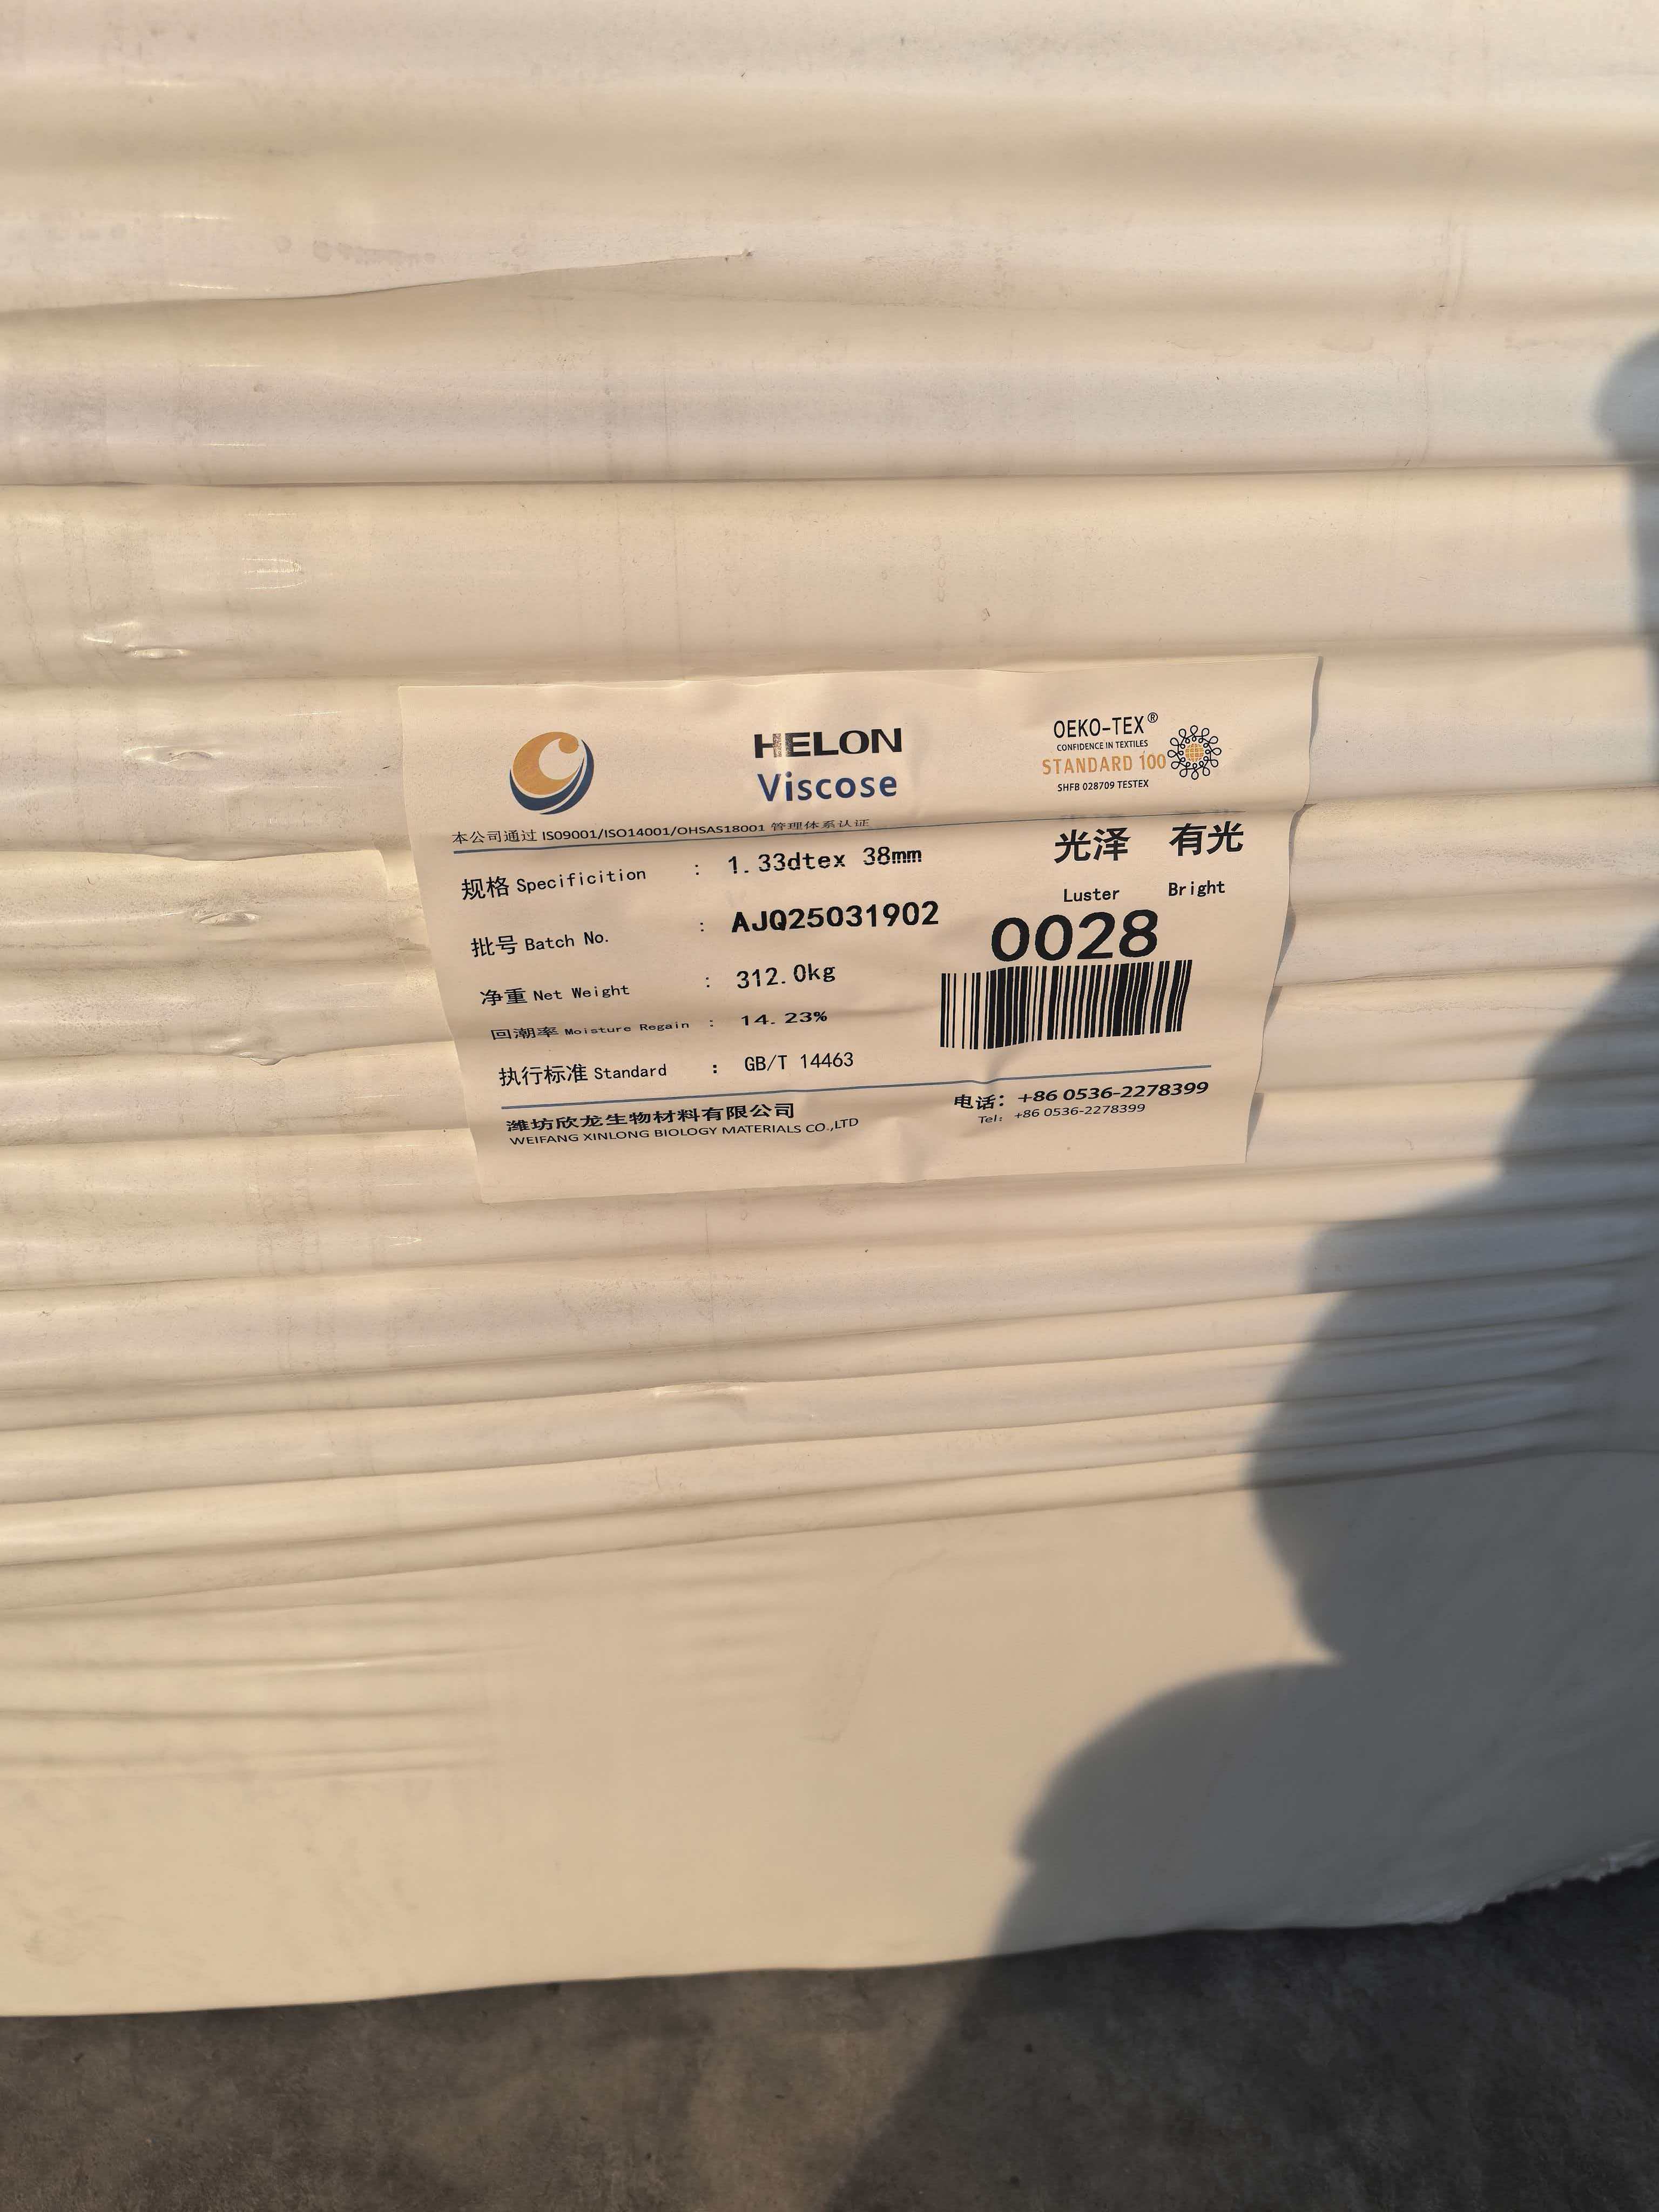 HELON
Viscose
OEKO-TEX®
CONFIDENCE IN TEXTILES
STANDARD 100
SHFB 028709 TESTEX
本公司通过 ISO9001/ISO14001/OHSAS18001 管理体系认证
规格 Specificition : 1.33dtex 38mm
光泽 有光
Luster Bright
批号 Batch No. : AJQ25031902
0028
净重 Net Weight : 312.0kg
回潮率 Moisture Regain : 14.23%
执行标准 Standard : GB/T 14463
潍坊欣龙生物材料有限公司
WEIFANG XINLONG BIOLOGY MATERIALS CO.,LTD
电话：+86 0536-2278399
Tel: +86 0536-2278399